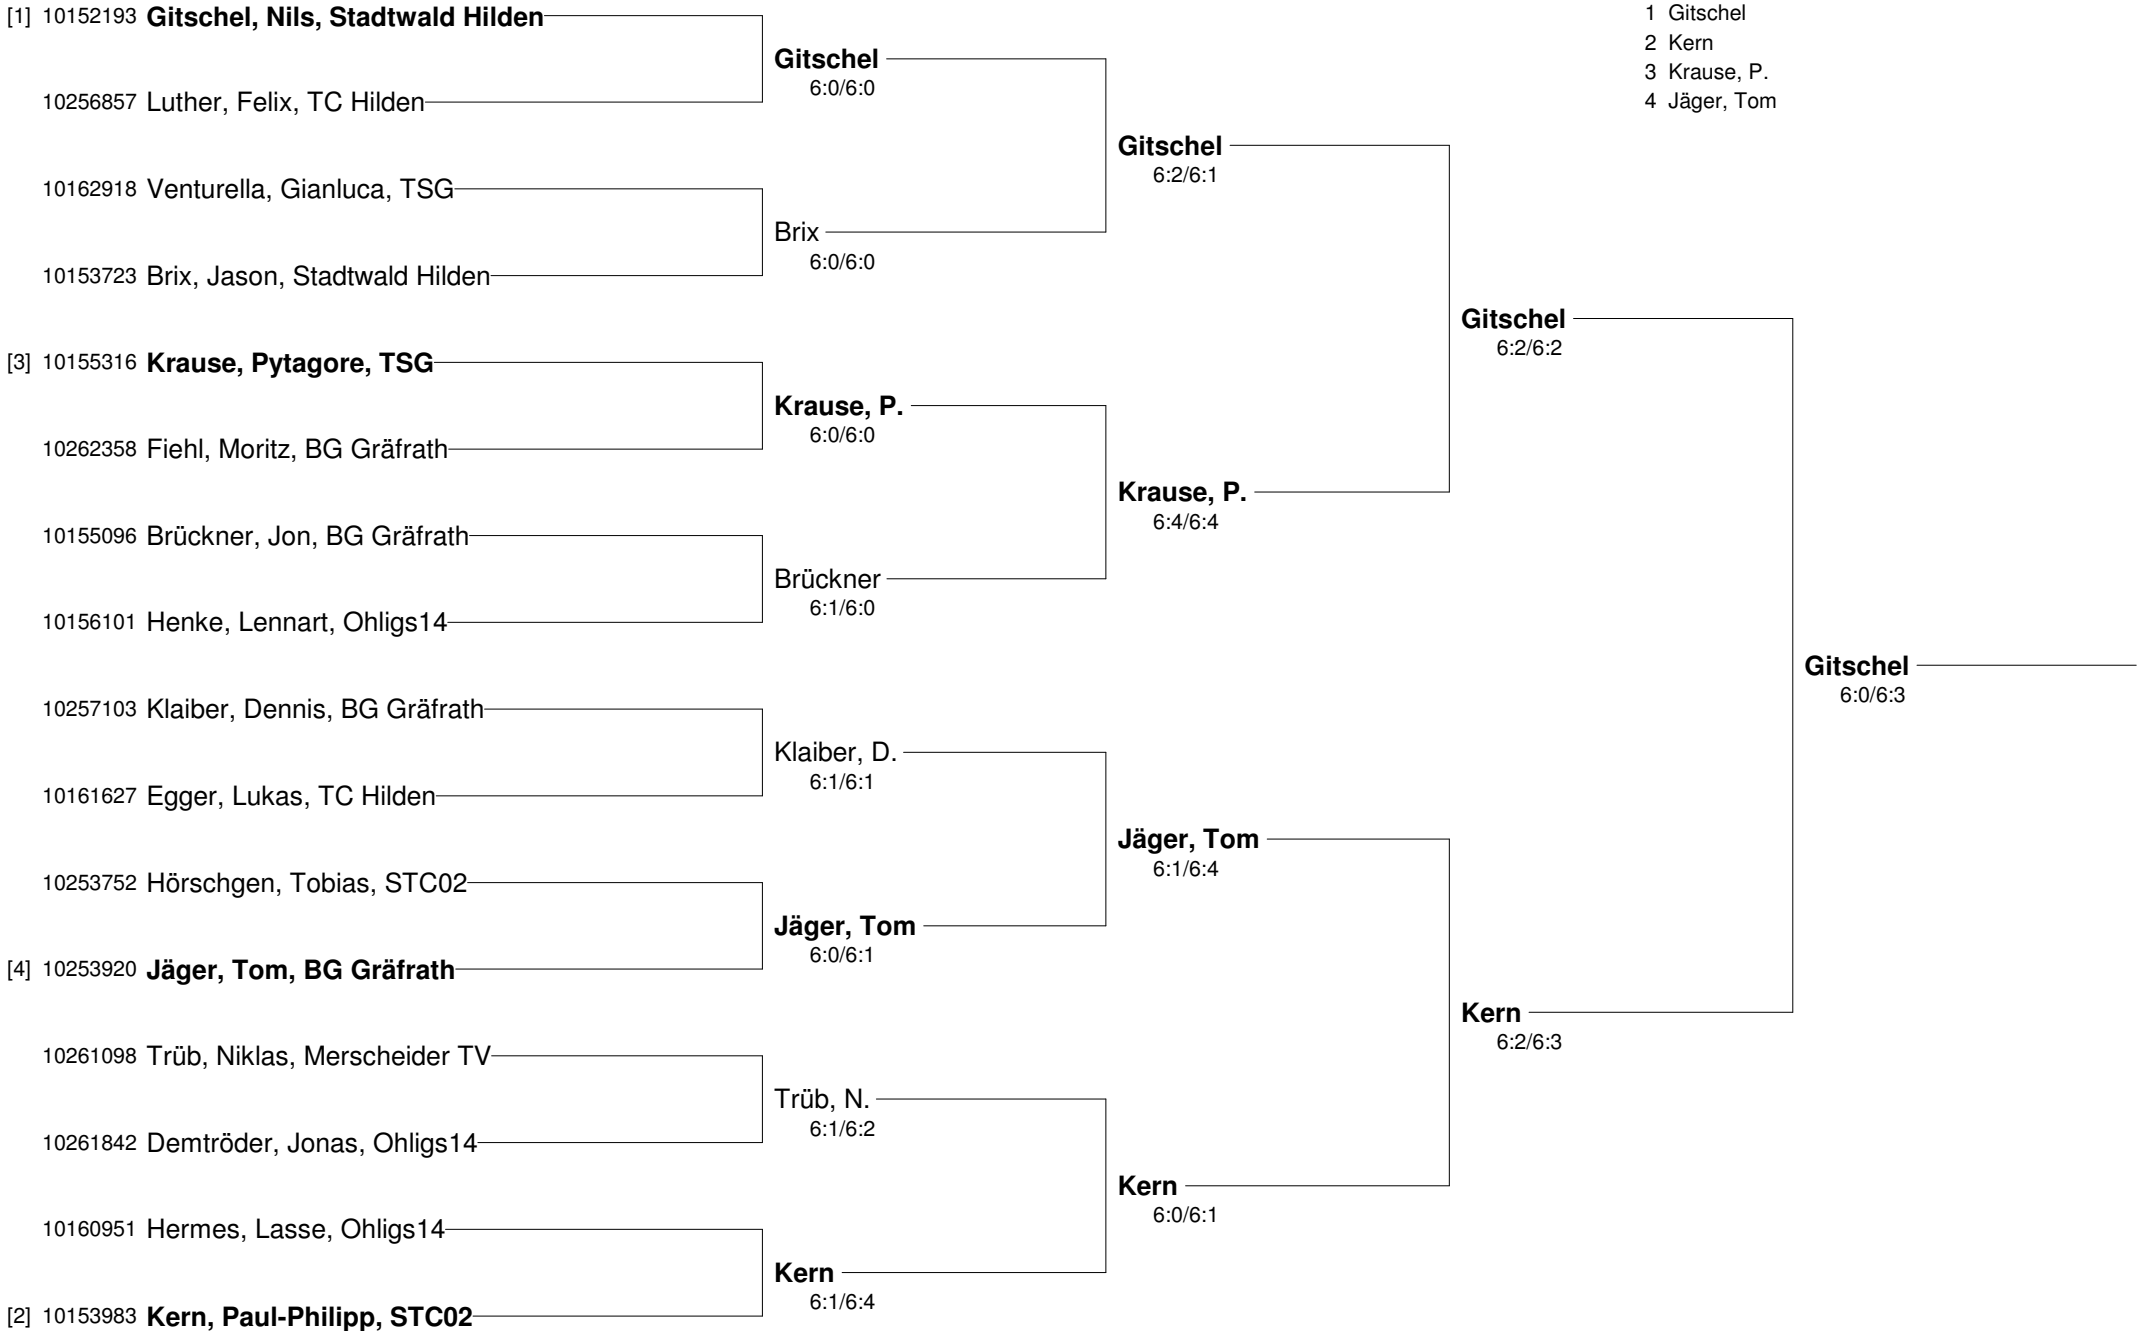 [1] 10152193 Gitschel, Nils, Stadtwald Hilden
1 Gitschel
2 Kern
3 Krause, P.
4 Jäger, Tom
Gitschel
6:0/6:0
10256857 Luther, Felix, TC Hilden
Gitschel
6:2/6:1
10162918 Venturella, Gianluca, TSG
Brix
6:0/6:0
10153723 Brix, Jason, Stadtwald Hilden
Gitschel
6:2/6:2
[3] 10155316 Krause, Pytagore, TSG
Krause, P.
6:0/6:0
10262358 Fiehl, Moritz, BG Gräfrath
Krause, P.
6:4/6:4
10155096 Brückner, Jon, BG Gräfrath
Brückner
6:1/6:0
10156101 Henke, Lennart, Ohligs14
Gitschel
6:0/6:3
10257103 Klaiber, Dennis, BG Gräfrath
Klaiber, D.
6:1/6:1
10161627 Egger, Lukas, TC Hilden
Jäger, Tom
6:1/6:4
10253752 Hörschgen, Tobias, STC02
Jäger, Tom
6:0/6:1
[4] 10253920 Jäger, Tom, BG Gräfrath
Kern
6:2/6:3
10261098 Trüb, Niklas, Merscheider TV
Trüb, N.
6:1/6:2
10261842 Demtröder, Jonas, Ohligs14
Kern
6:0/6:1
10160951 Hermes, Lasse, Ohligs14
Kern
6:1/6:4
[2] 10153983 Kern, Paul-Philipp, STC02